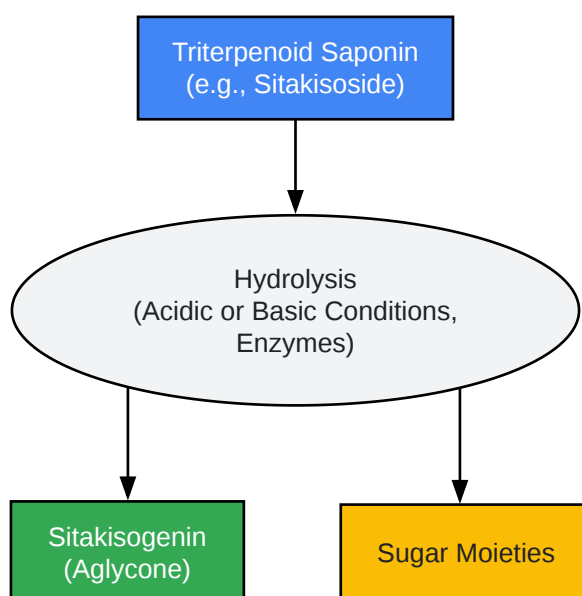 Triterpenoid Saponin
(e.g., Sitakisoside)
Hydrolysis
(Acidic or Basic Conditions,
Enzymes)
Sitakisogenin
(Aglycone)
Sugar Moieties